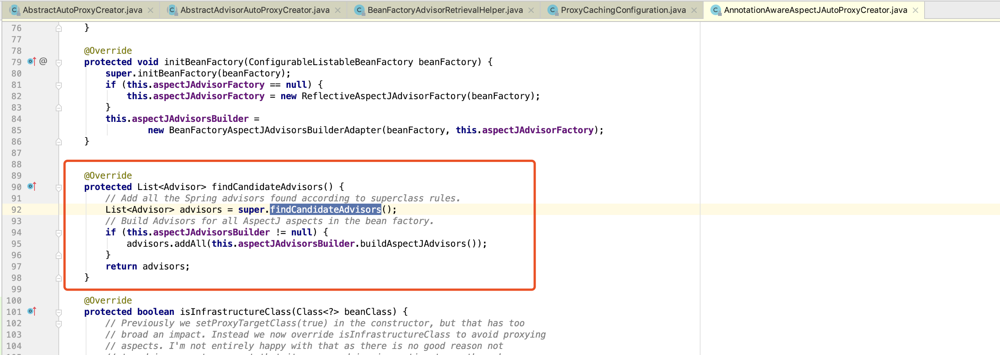 AbstractAutoProxyCreator.java AbstractAdvisorAutoProxyCreator.java BeanFactoryAdvisorRetrievalHelper.java ProxyCachingConfiguration.java AnnotationAwareAspectJAutoProxyCreator.java
76 }
77
78 @Override
79 @ protected void initBeanFactory(ConfigurableListableBeanFactory beanFactory) {
80 super.initBeanFactory(beanFactory);
81 if (this.aspectJAdvisorFactory == null) {
82 this.aspectJAdvisorFactory = new ReflectiveAspectJAdvisorFactory(beanFactory);
83 }
84 this.aspectJAdvisorsBuilder =
85 new BeanFactoryAspectJAdvisorsBuilderAdapter(beanFactory, this.aspectJAdvisorFactory);
86 }
87
88
89 @Override
90 protected List<Advisor> findCandidateAdvisors() {
91 // Add all the Spring advisors found according to superclass rules.
92 List<Advisor> advisors = super.findCandidateAdvisors();
93 // Build Advisors for all AspectJ aspects in the bean factory.
94 if (this.aspectJAdvisorsBuilder != null) {
95 advisors.addAll(this.aspectJAdvisorsBuilder.buildAspectJAdvisors());
96 }
97 return advisors;
98 }
99
100 @Override
101 protected boolean isInfrastructureClass(Class<?> beanClass) {
102 // Previously we setProxyTargetClass(true) in the constructor, but that has too
103 // broad an impact. Instead we now override isInfrastructureClass to avoid proxying
104 // aspects. I'm not entirely happy with that as there is no good reason not